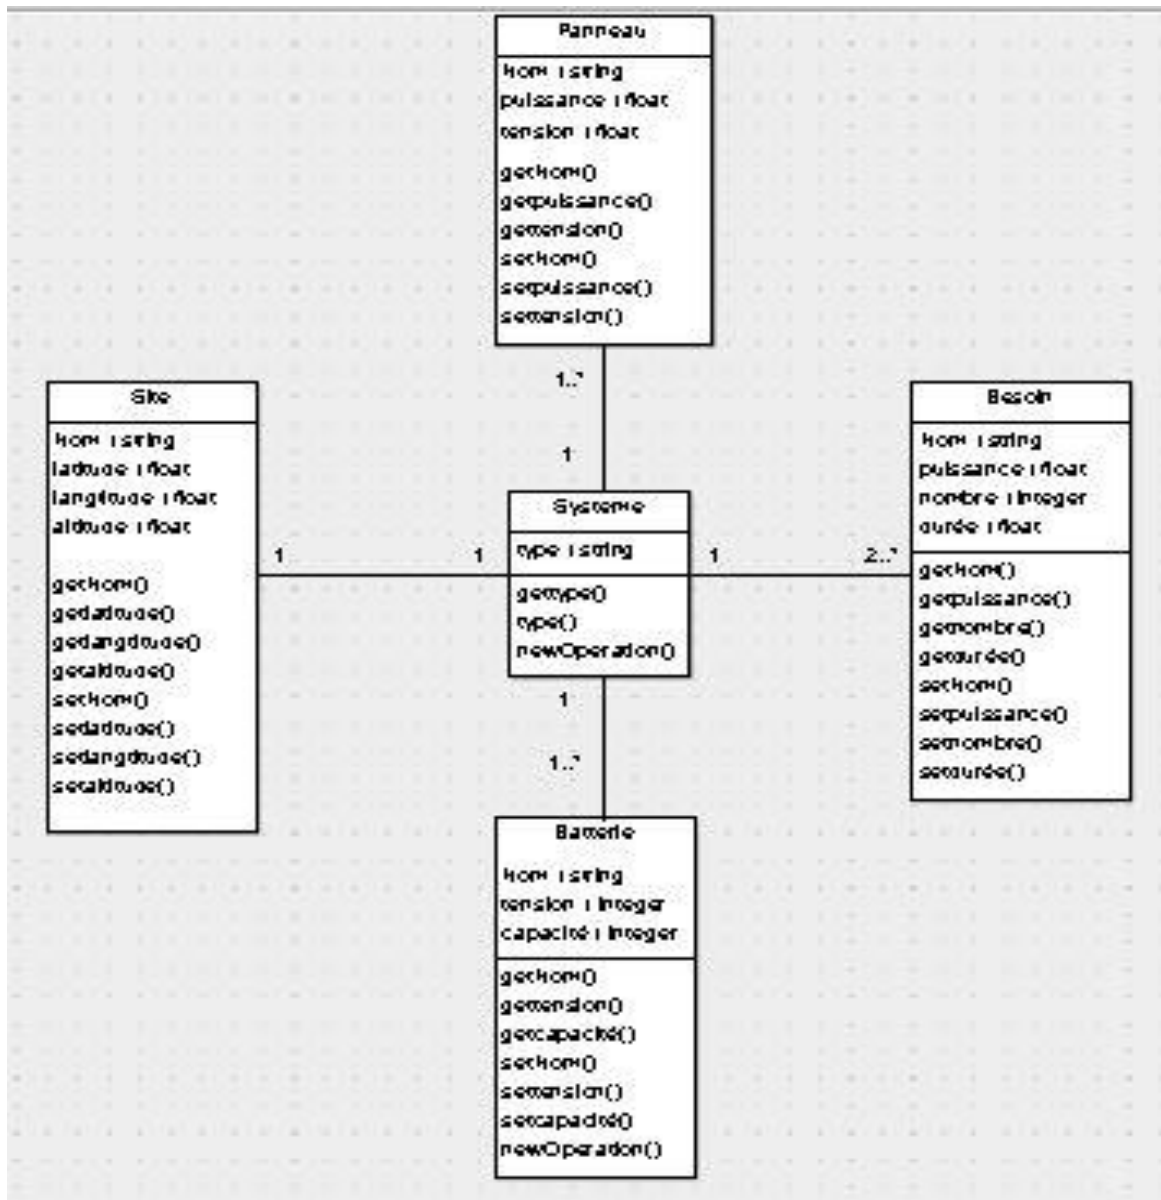 Panneau
Nom : string
puissance : float
tension : float
getNom()
getpuissance()
gettension()
setNom()
setpuissance()
settension()
1..*
1
Site
Nom : string
latitude : float
langtitude : float
altitude : float
getNom()
getlatitude()
getlangtitude()
getaltitude()
setNom()
setlatitude()
setlangtitude()
setaltitude()
1
1
Systeme
type : string
gettype()
type()
newOperation()
1
2..*
Besoin
Nom : string
puissance : float
nombre : integer
durée : float
getNom()
getpuissance()
getnombre()
getdurée()
setNom()
setpuissance()
setnombre()
setdurée()
1
1..*
Batterie
Nom : string
tension : integer
capacité : integer
getNom()
gettension()
getcapacité()
setNom()
settension()
setcapacité()
newOperation()